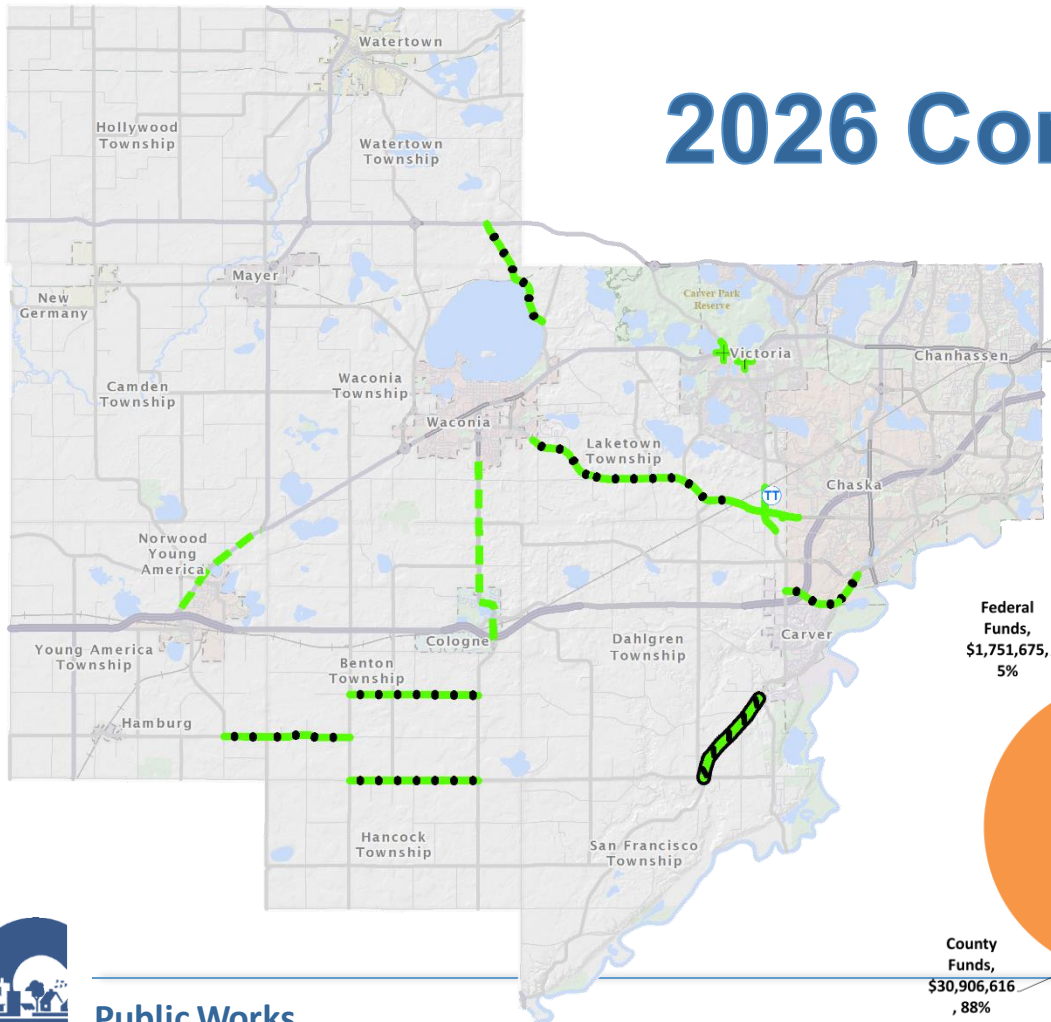 Watertown
2026 Con
Hollywood
Township
Watertown
Township
Mayer
New
Germany
Carver Park
Reserve
Victoria
Chanhassen
Camden
Township
Waconia
Township
Waconia
Laketown
Township
Chaska
TT
Norwood
Young
America
Federal
Funds,
$1,751,675,
5%
Carver
Dahlgren
Township
Cologne
Young America
Township
Benton
Township
Hamburg
Hancock
Township
San Francisco
Township
County
Funds,
$30,906,616
, 88%
Public Works